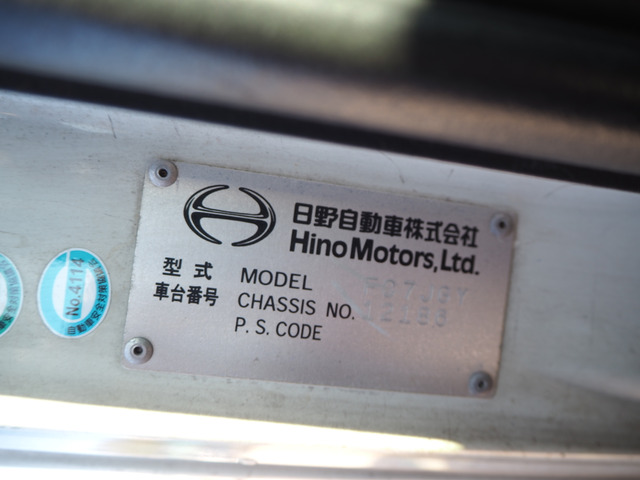 日野自動車株式会社
Hino Motors, Ltd.
型式 MODEL
車台番号 CHASSIS NO.
P.S. CODE
No.4114